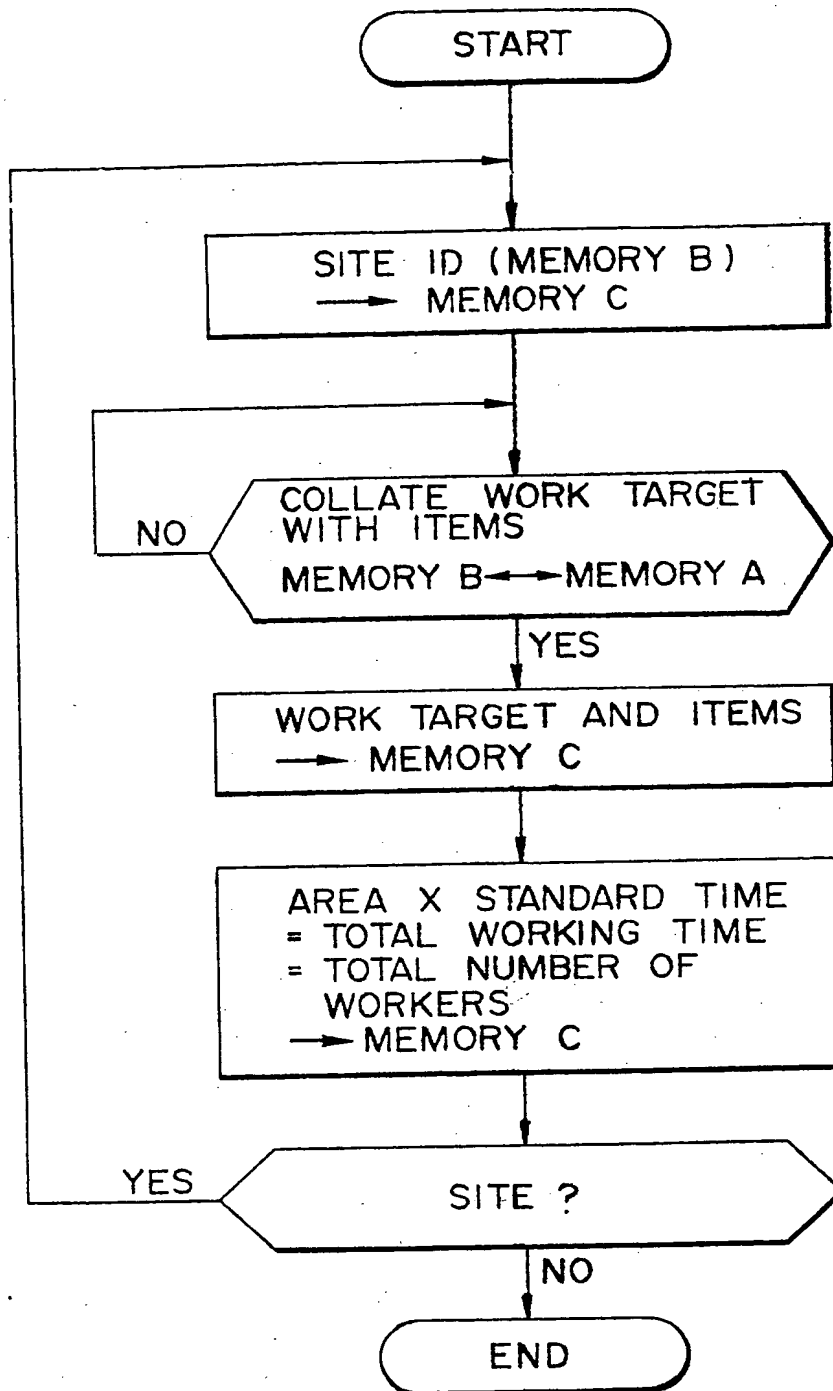 START
SITE ID (MEMORY B)
→ MEMORY C
COLLATE WORK TARGET
WITH ITEMS
NO
MEMORY B↔MEMORY A
YES
WORK TARGET AND ITEMS
→ MEMORY C
AREA X STANDARD TIME
= TOTAL WORKING TIME
= TOTAL NUMBER OF
WORKERS
→ MEMORY C
YES
SITE ?
NO
END